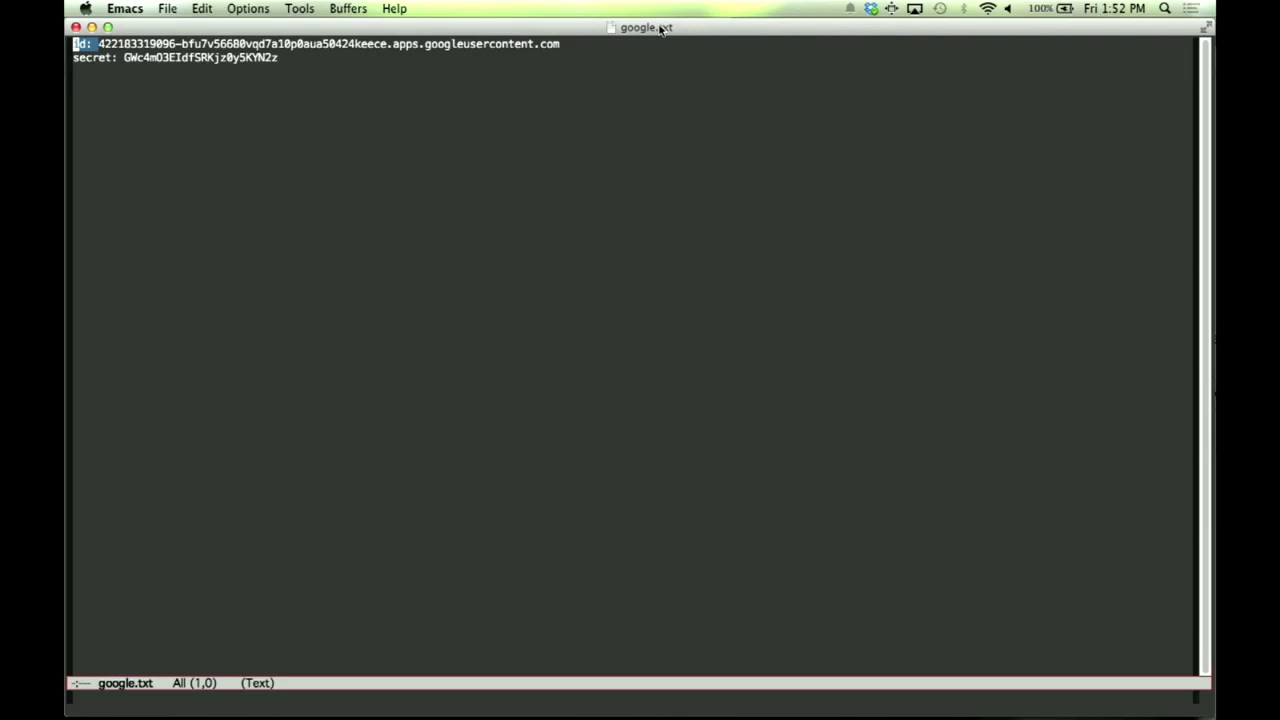 Emacs File Edit Options Tools Buffers Help 100% Fri 1:52 PM
google.txt
id: 422183319096-bfu7v56680vqd7a10p0aua50424keece.apps.googleusercontent.com
secret: GWc4mO3EIdfSRKjz0y5KYN2z
-:--- google.txt All (1,0) (Text)